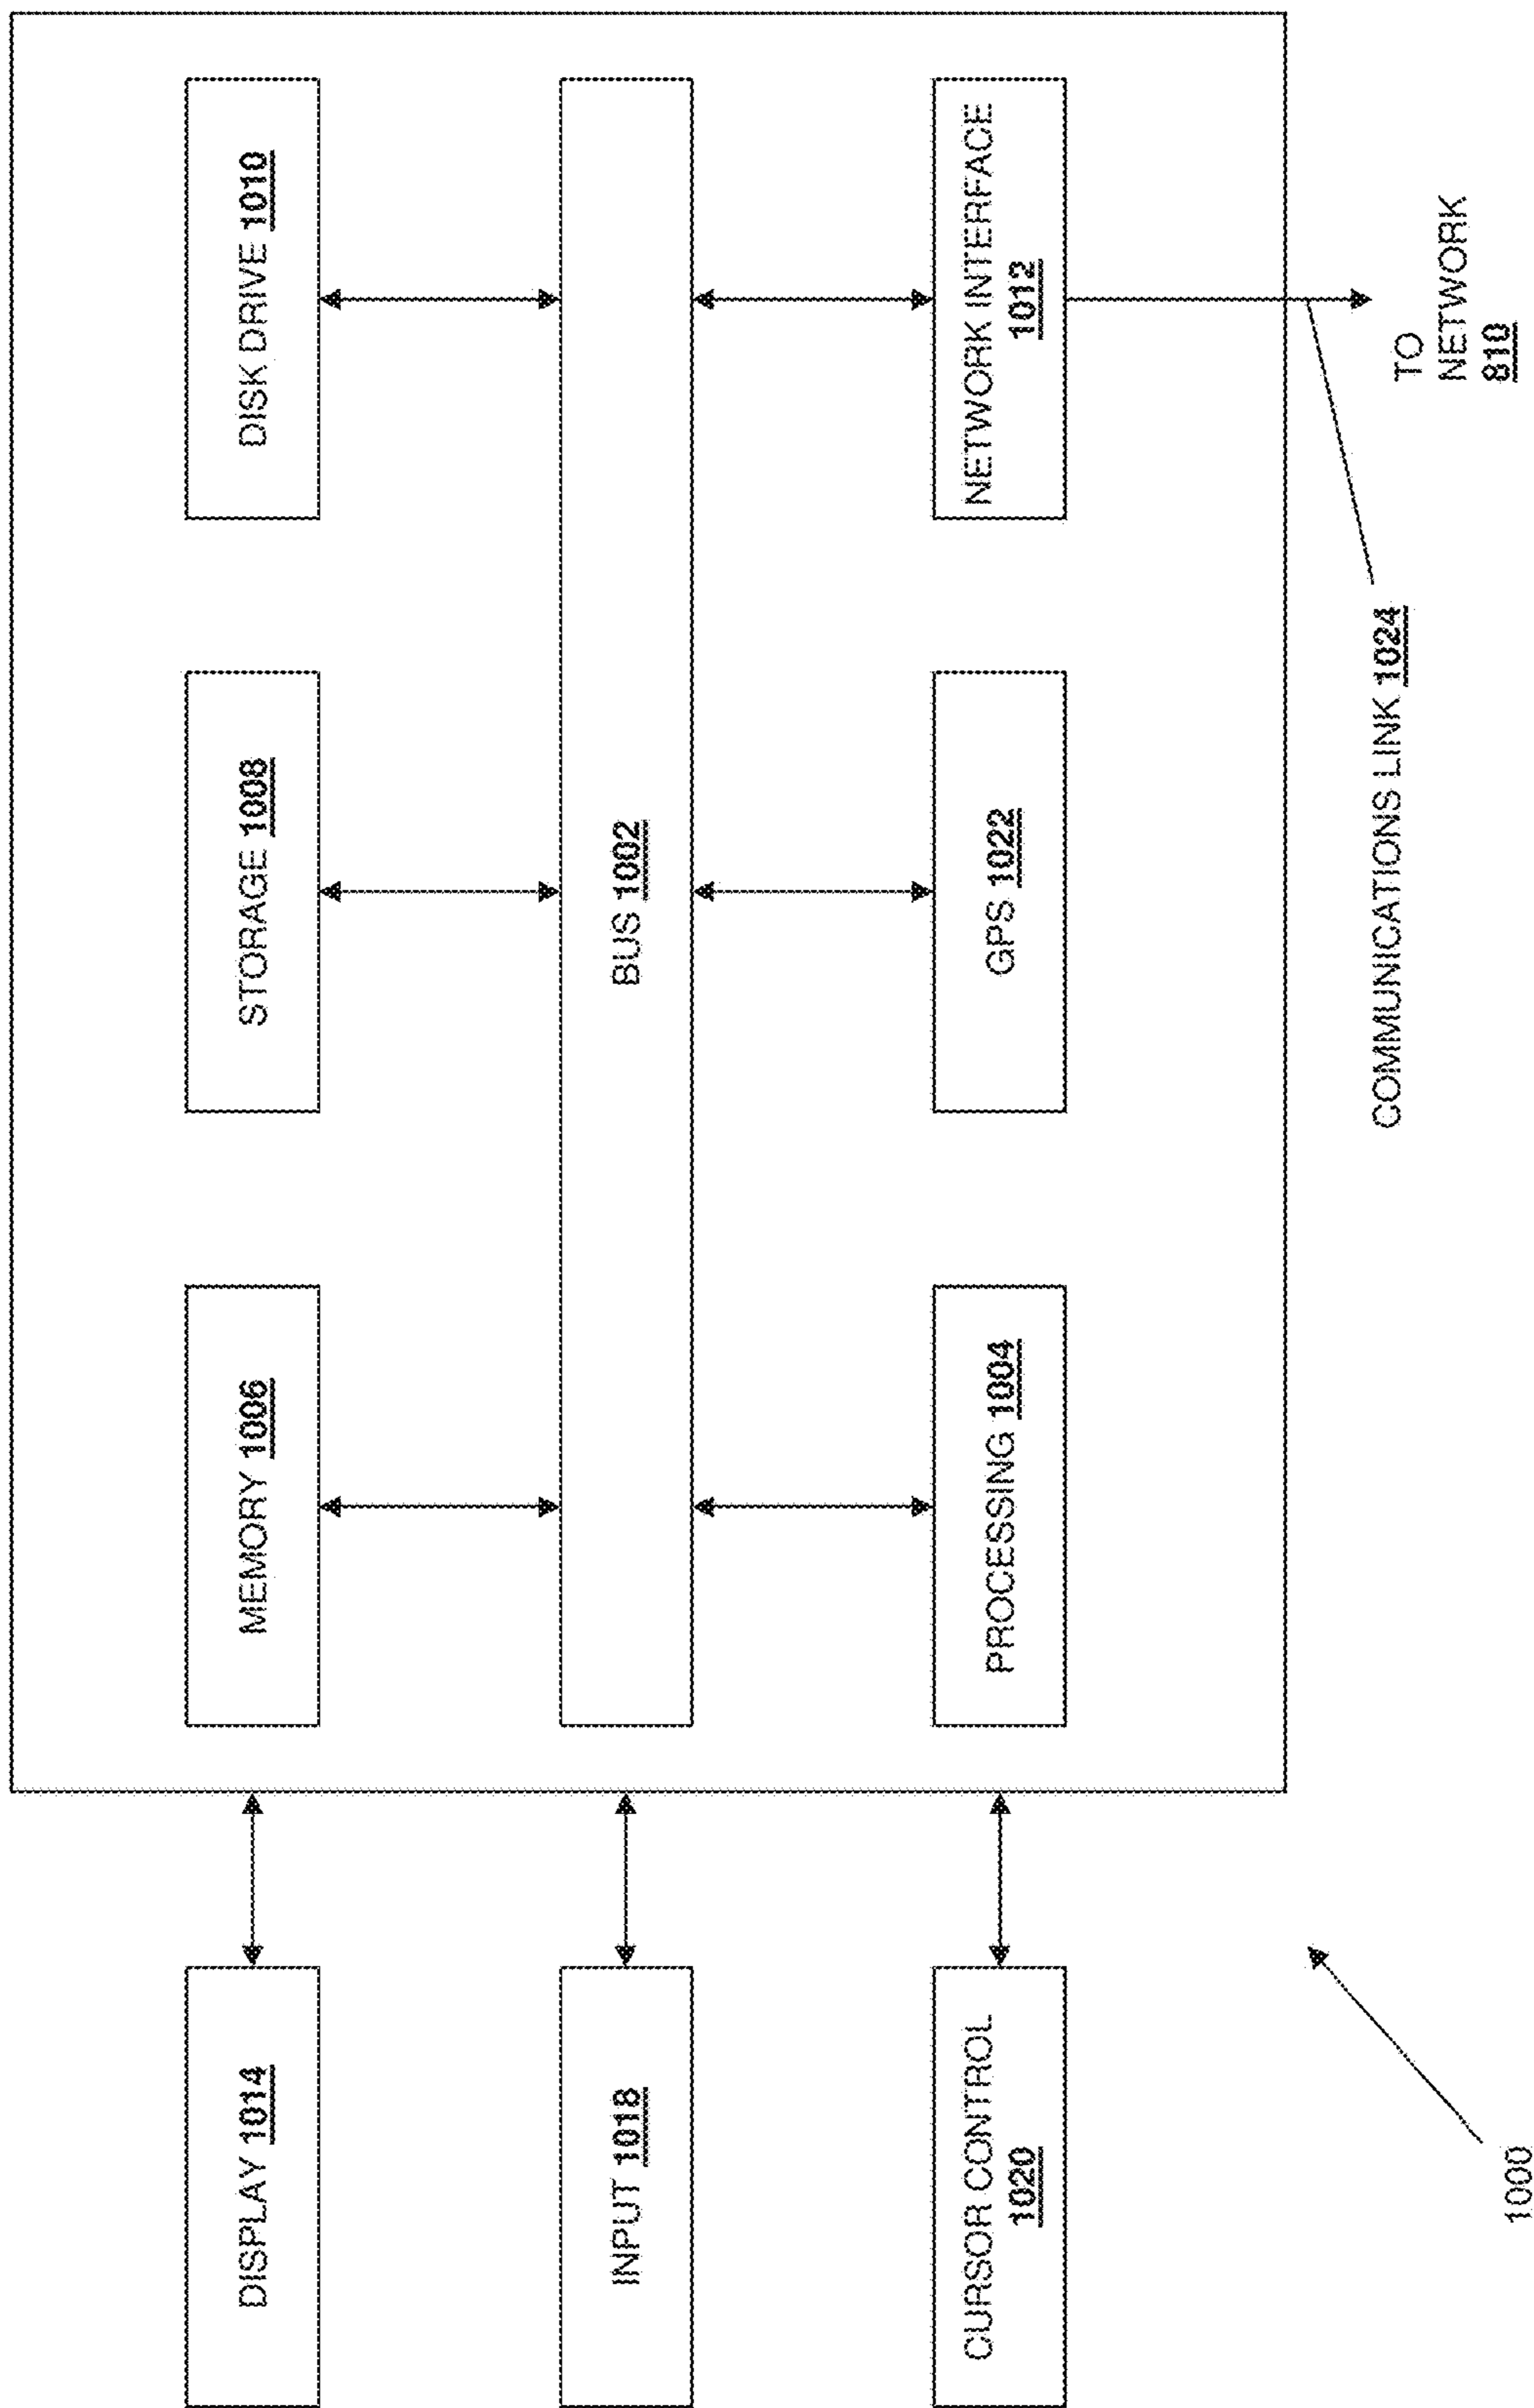 DISPLAY 1014
MEMORY 1006
STORAGE 1008
DISK DRIVE 1010
INPUT 1018
BUS 1002
CURSOR CONTROL
1020
PROCESSING 1004
GPS 1022
NETWORK INTERFACE
1012
COMMUNICATIONS LINK 1024
TO
NETWORK
810
1000